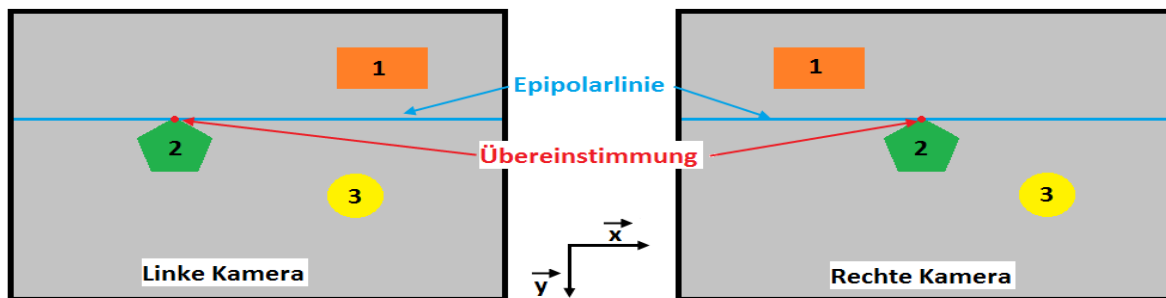 1
1
Epipolarlinie
2
2
Übereinstimmung
3
3
x
Linke Kamera
y
Rechte Kamera